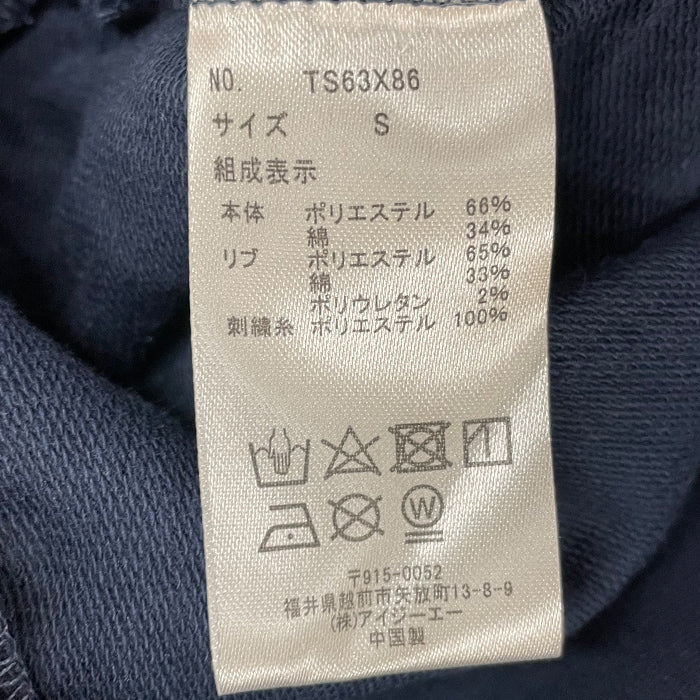 NO. TS63X86
サイズ S
組成表示
本体 ポリエステル 66%
綿 34%
リブ ポリエステル 65%
綿 33%
ポリウレタン 2%
刺繍糸 ポリエステル 100%
W
〒915-0052
福井県越前市矢放町13-8-9
(株)アイジーエー
中国製